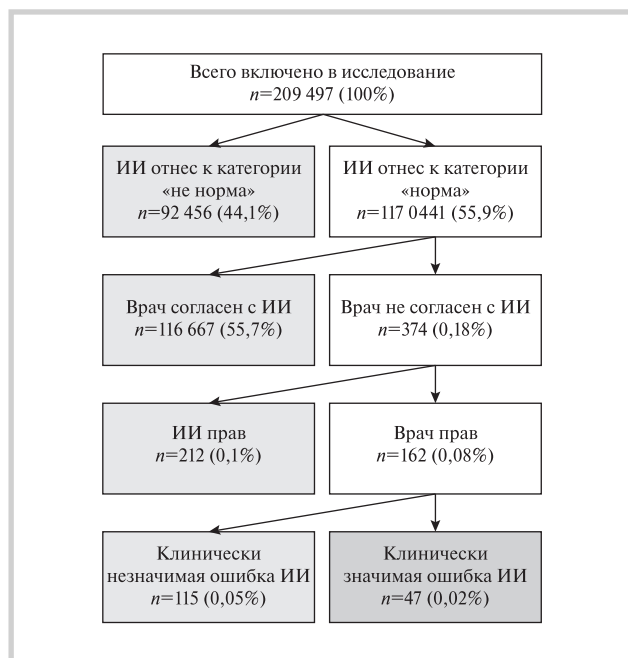 Всего включено в исследование
n=209 497 (100%)
ИИ отнес к категории
«не норма»
n=92 456 (44,1%)
ИИ отнес к категории
«норма»
n=117 0441 (55,9%)
Врач согласен с ИИ
n=116 667 (55,7%)
Врач не согласен с ИИ
n=374 (0,18%)
ИИ прав
n=212 (0,1%)
Врач прав
n=162 (0,08%)
Клинически
незначимая ошибка ИИ
n=115 (0,05%)
Клинически
значимая ошибка ИИ
n=47 (0,02%)